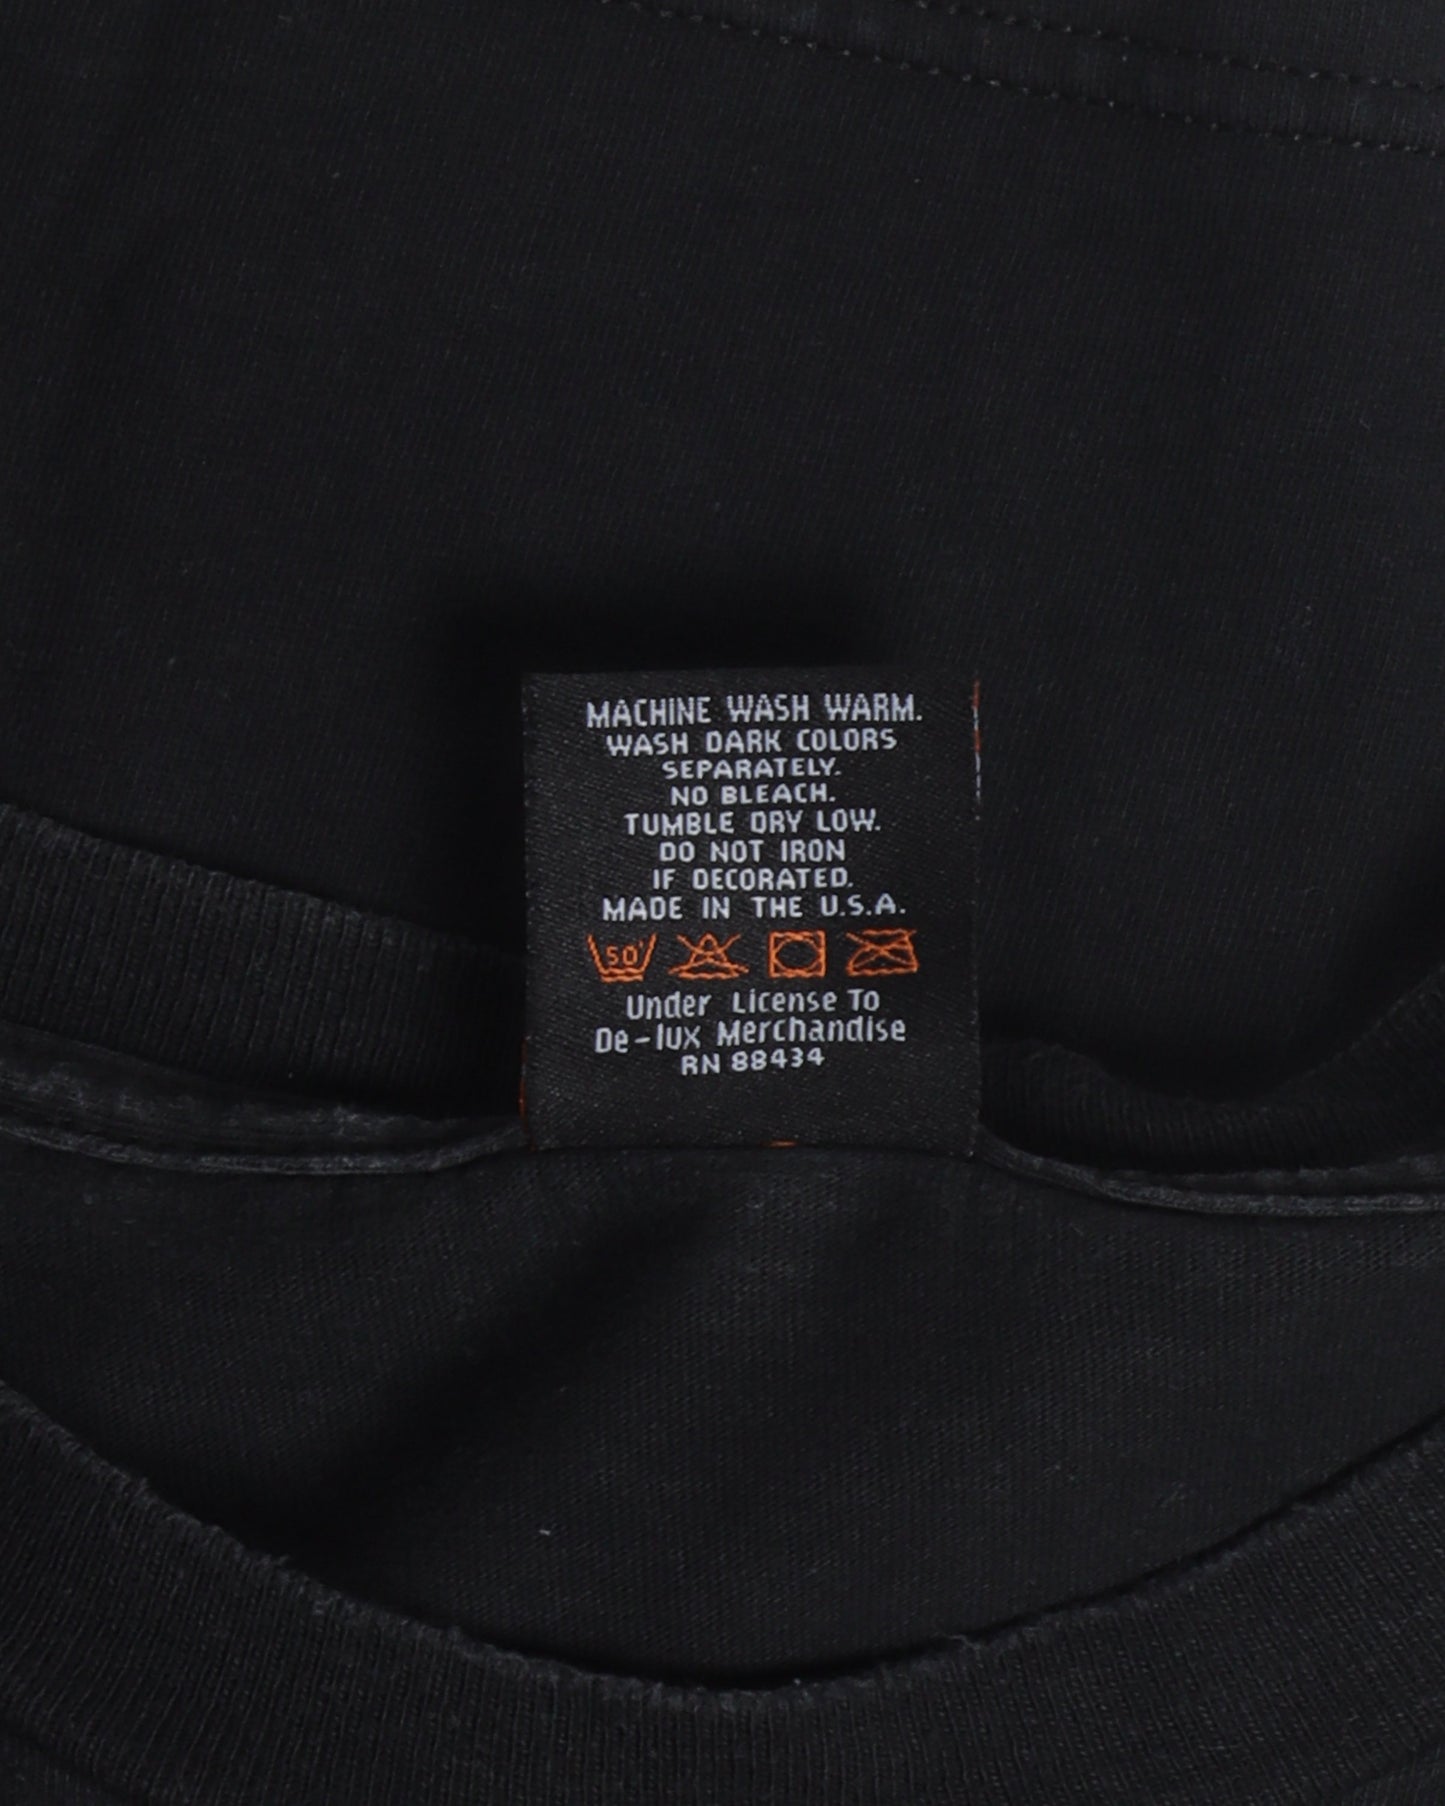 MACHINE WASH WARM.
WASH DARK COLORS
SEPARATELY.
NO BLEACH.
TUMBLE DRY LOW.
DO NOT IRON
IF DECORATED.
MADE IN THE U.S.A.
50°
Under License To
De-lux Merchandise
RN 88434